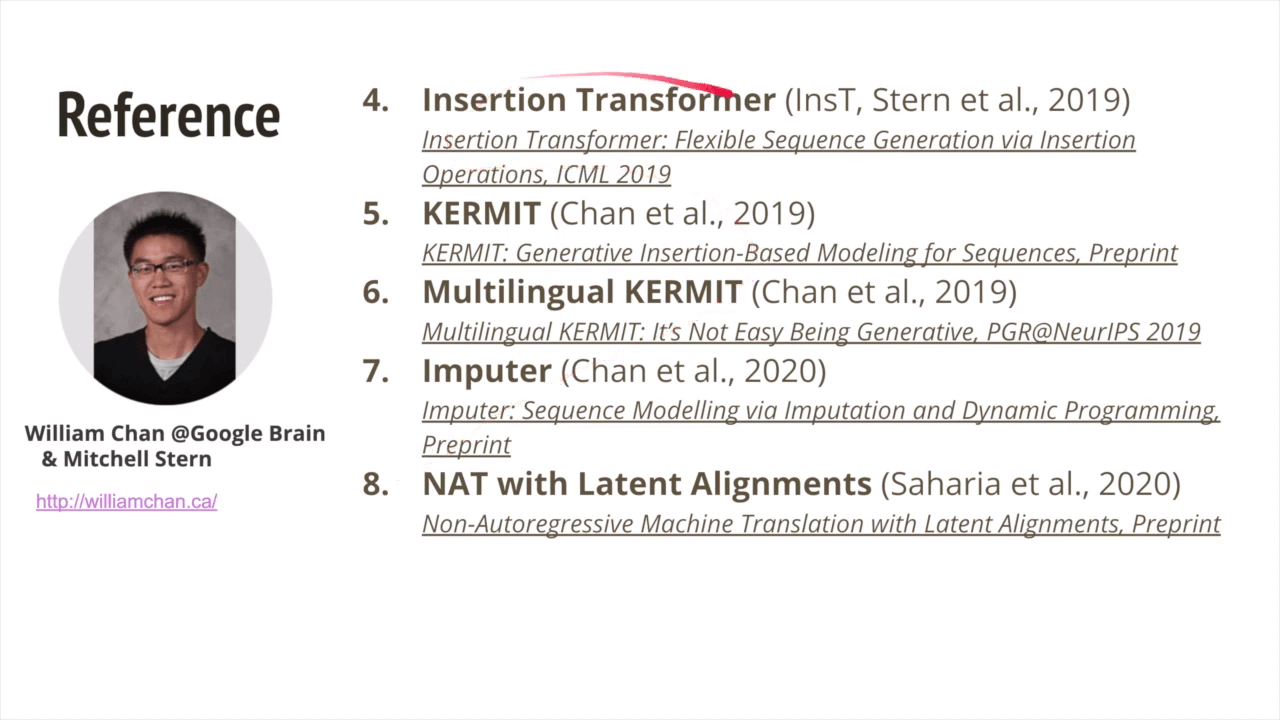 Reference
William Chan @Google Brain
& Mitchell Stern
http://williamchan.ca/
4. Insertion Transformer (InsT, Stern et al., 2019)
Insertion Transformer: Flexible Sequence Generation via Insertion
Operations, ICML 2019
5. KERMIT (Chan et al., 2019)
KERMIT: Generative Insertion-Based Modeling for Sequences, Preprint
6. Multilingual KERMIT (Chan et al., 2019)
Multilingual KERMIT: It’s Not Easy Being Generative, PGR@NeurIPS 2019
7. Imputer (Chan et al., 2020)
Imputer: Sequence Modelling via Imputation and Dynamic Programming,
Preprint
8. NAT with Latent Alignments (Saharia et al., 2020)
Non-Autoregressive Machine Translation with Latent Alignments, Preprint